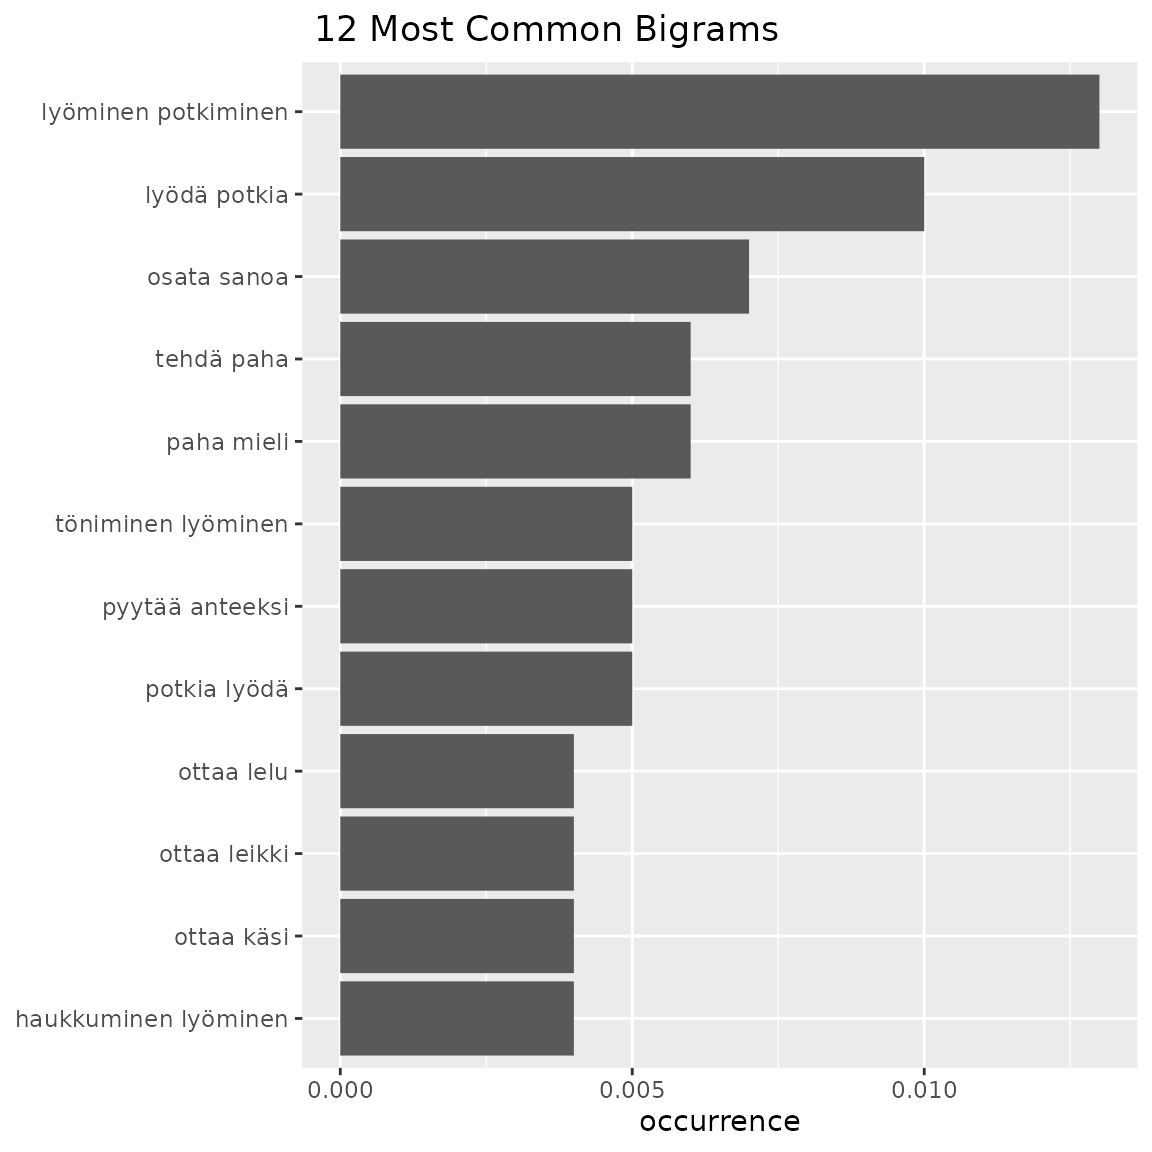 12 Most Common Bigrams
lyöminen potkiminen
lyödä potkia
osata sanoa
tehdä paha
paha mieli
töniminen lyöminen
pyytää anteeksi
potkia lyödä
ottaa lelu
ottaa leikki
ottaa käsi
haukkuminen lyöminen
0.000 0.005 0.010
occurrence